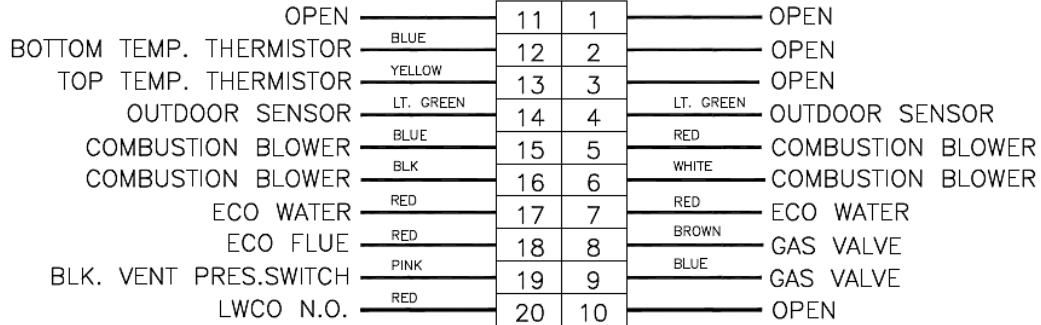 OPEN 11 1 OPEN
BOTTOM TEMP. THERMISTOR BLUE 12 2 OPEN
TOP TEMP. THERMISTOR YELLOW 13 3 OPEN
OUTDOOR SENSOR LT. GREEN 14 4 LT. GREEN OUTDOOR SENSOR
COMBUSTION BLOWER BLUE 15 5 RED COMBUSTION BLOWER
COMBUSTION BLOWER BLK 16 6 WHITE COMBUSTION BLOWER
ECO WATER RED 17 7 RED ECO WATER
ECO FLUE RED 18 8 BROWN GAS VALVE
BLK. VENT PRES.SWITCH PINK 19 9 BLUE GAS VALVE
LWCO N.O. RED 20 10 OPEN